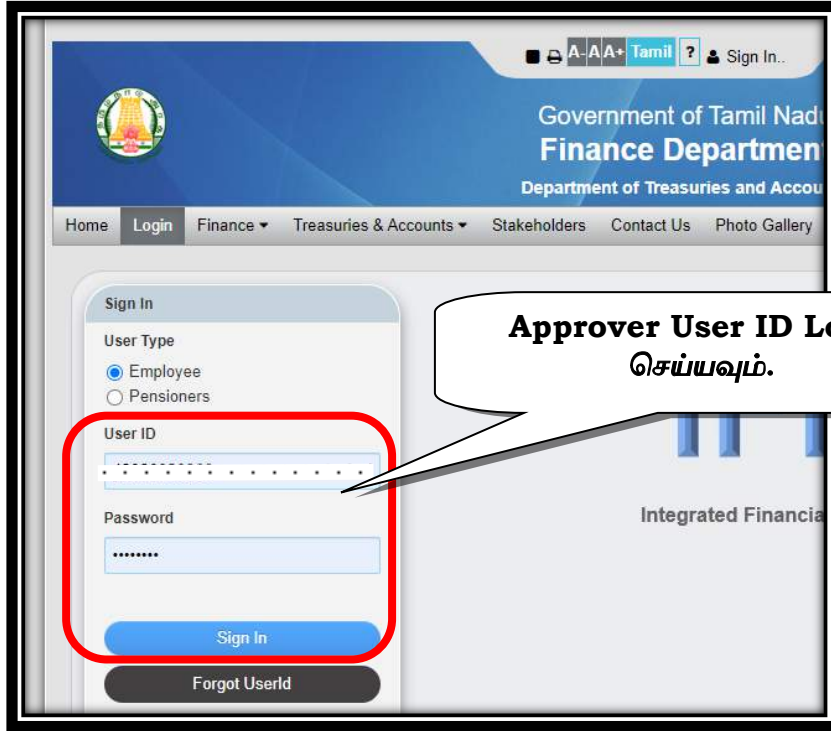 A- A A+ Tamil ? Sign In..
Government of Tamil Nadu
Finance Department
Department of Treasuries and Accou
Home Login Finance Treasuries & Accounts Stakeholders Contact Us Photo Gallery
Sign In
User Type
Employee
Pensioners
Approver User ID Lo
செய்யவும்.
User ID
Password
Integrated Financia
Sign In
Forgot UserId